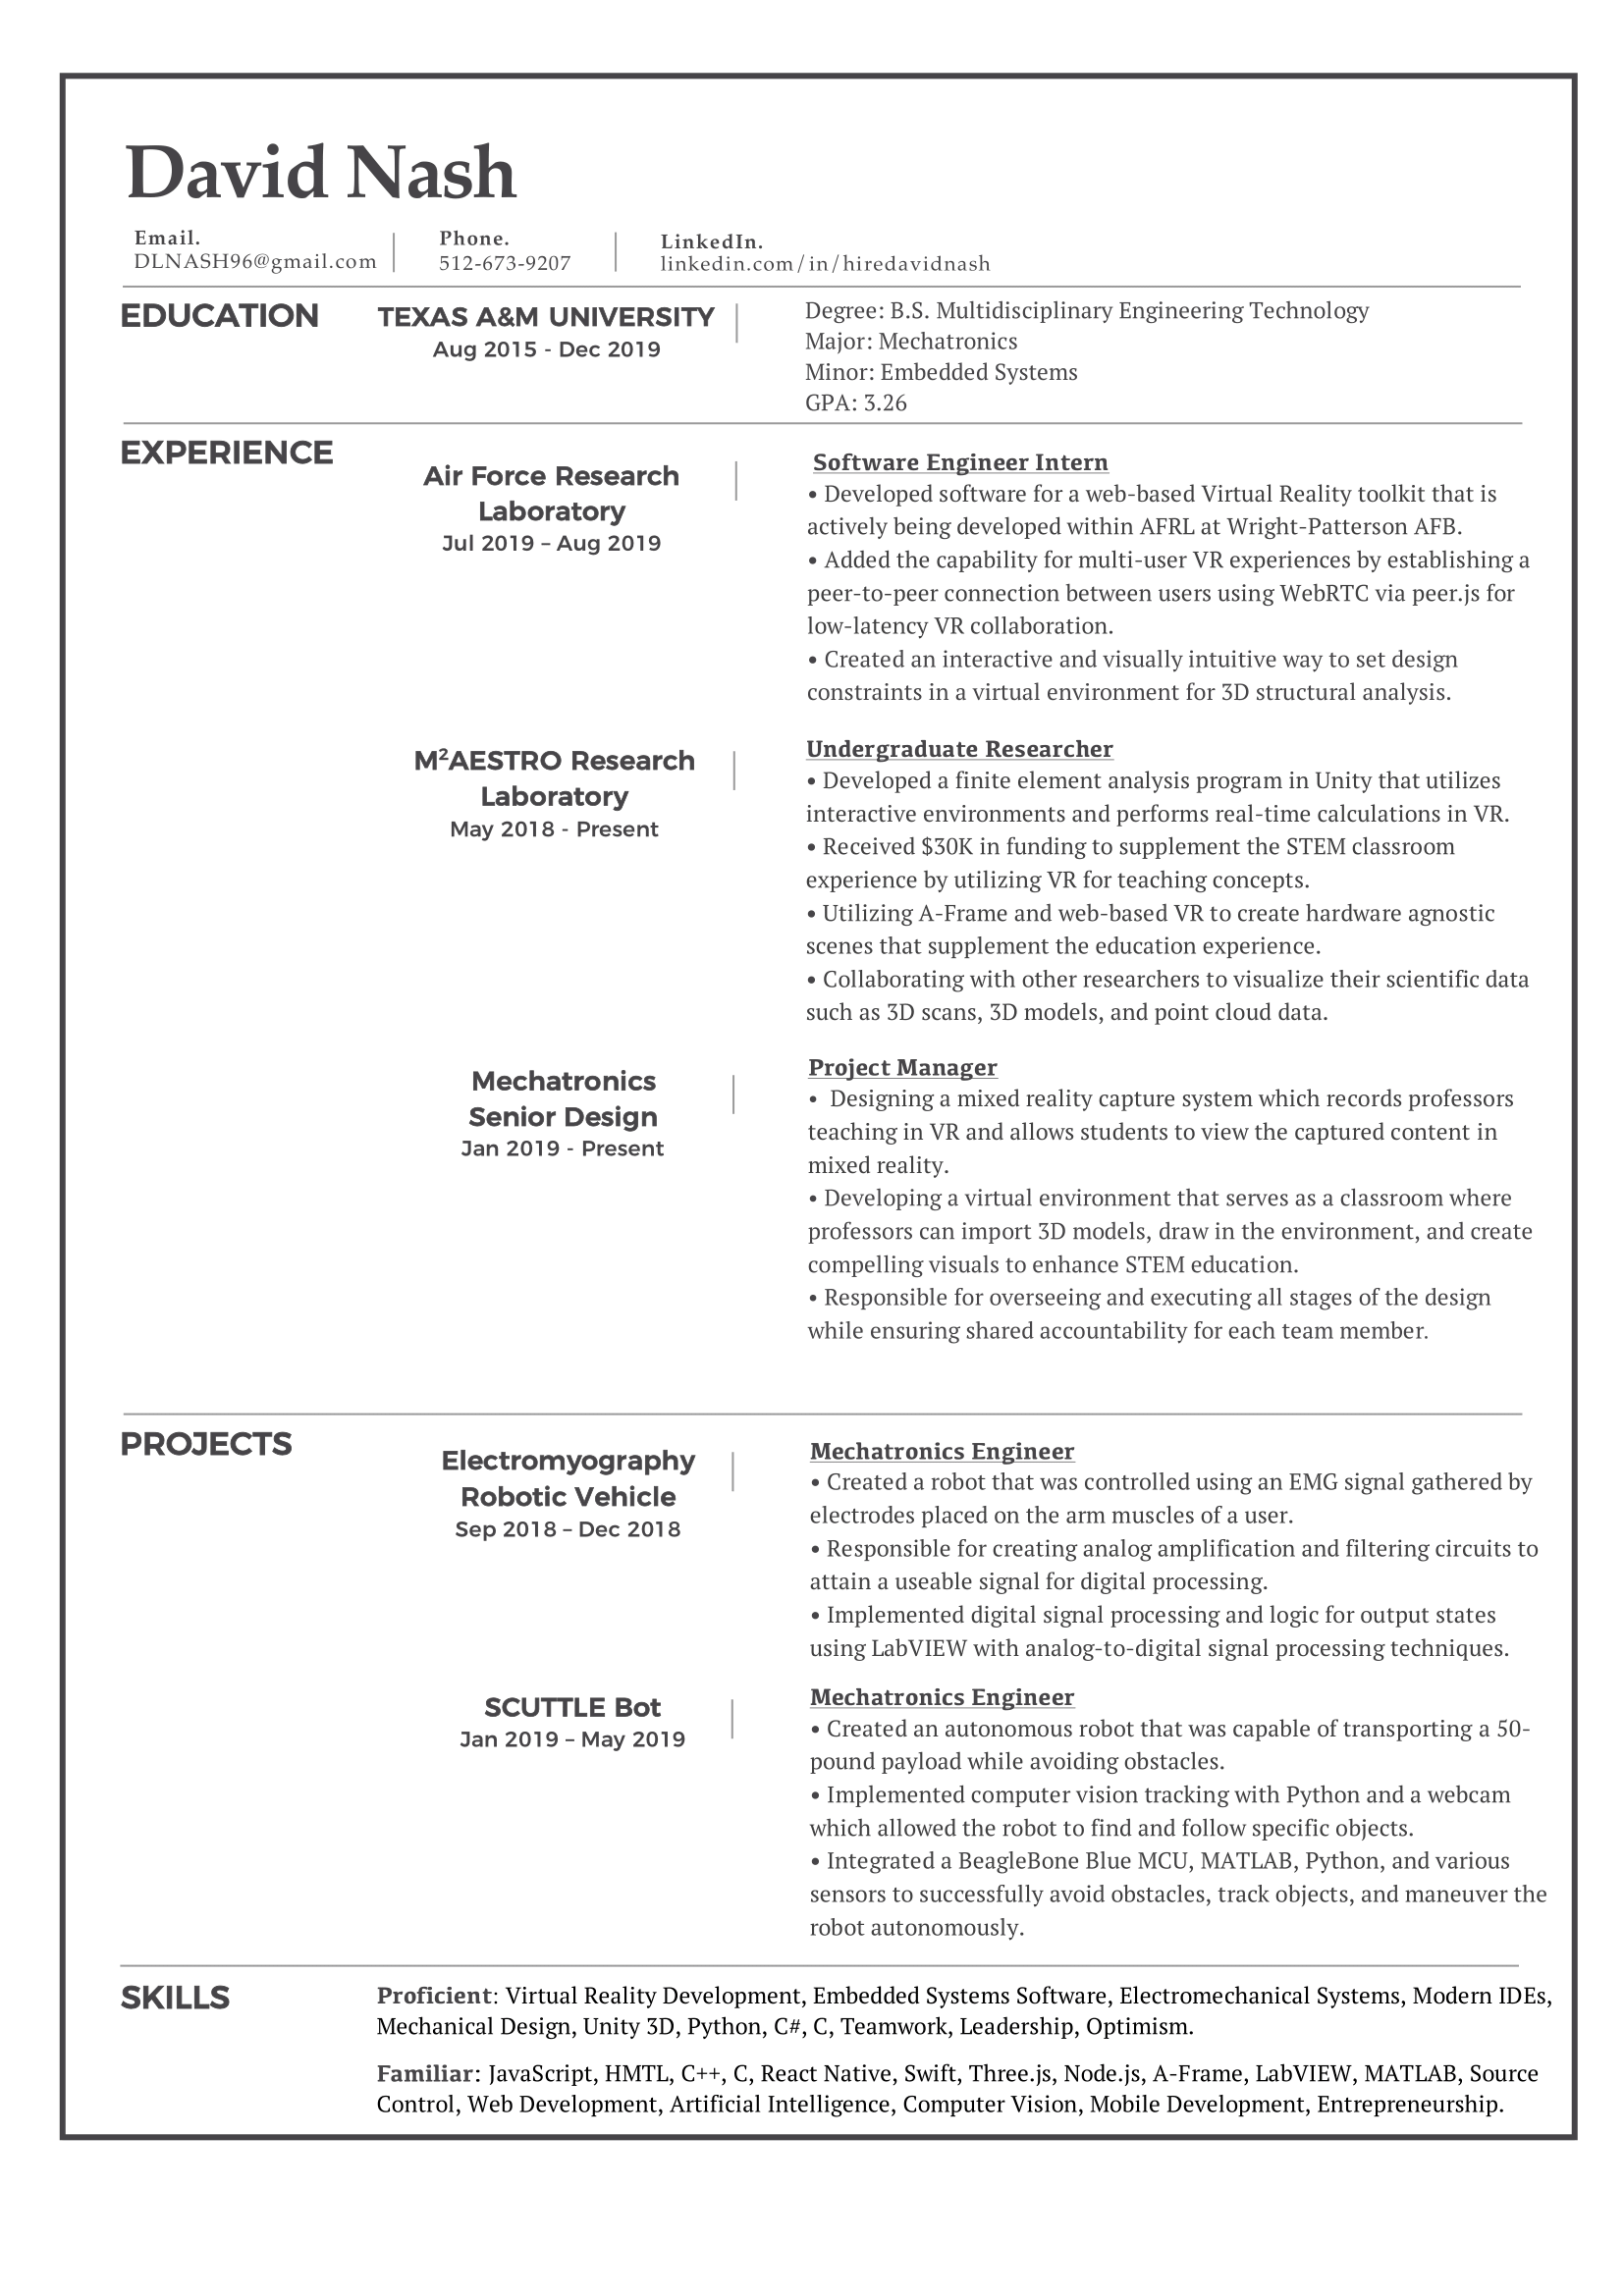 David Nash
Email.
DLNASH96@gmail.com
Phone.
512-673-9207
LinkedIn.
linkedin.com/in/hiredavidnash
EDUCATION
TEXAS A&M UNIVERSITY
Aug 2015 - Dec 2019
Degree: B.S. Multidisciplinary Engineering Technology
Major: Mechatronics
Minor: Embedded Systems
GPA: 3.26
EXPERIENCE
Air Force Research
Laboratory
Jul 2019 – Aug 2019
Software Engineer Intern
• Developed software for a web-based Virtual Reality toolkit that is
actively being developed within AFRL at Wright-Patterson AFB.
• Added the capability for multi-user VR experiences by establishing a
peer-to-peer connection between users using WebRTC via peer.js for
low-latency VR collaboration.
• Created an interactive and visually intuitive way to set design
constraints in a virtual environment for 3D structural analysis.
M²AESTRO Research
Laboratory
May 2018 - Present
Undergraduate Researcher
• Developed a finite element analysis program in Unity that utilizes
interactive environments and performs real-time calculations in VR.
• Received $30K in funding to supplement the STEM classroom
experience by utilizing VR for teaching concepts.
• Utilizing A-Frame and web-based VR to create hardware agnostic
scenes that supplement the education experience.
• Collaborating with other researchers to visualize their scientific data
such as 3D scans, 3D models, and point cloud data.
Mechatronics
Senior Design
Jan 2019 - Present
Project Manager
• Designing a mixed reality capture system which records professors
teaching in VR and allows students to view the captured content in
mixed reality.
• Developing a virtual environment that serves as a classroom where
professors can import 3D models, draw in the environment, and create
compelling visuals to enhance STEM education.
• Responsible for overseeing and executing all stages of the design
while ensuring shared accountability for each team member.
PROJECTS
Electromyography
Robotic Vehicle
Sep 2018 – Dec 2018
Mechatronics Engineer
• Created a robot that was controlled using an EMG signal gathered by
electrodes placed on the arm muscles of a user.
• Responsible for creating analog amplification and filtering circuits to
attain a useable signal for digital processing.
• Implemented digital signal processing and logic for output states
using LabVIEW with analog-to-digital signal processing techniques.
SCUTTLE Bot
Jan 2019 – May 2019
Mechatronics Engineer
• Created an autonomous robot that was capable of transporting a 50-
pound payload while avoiding obstacles.
• Implemented computer vision tracking with Python and a webcam
which allowed the robot to find and follow specific objects.
• Integrated a BeagleBone Blue MCU, MATLAB, Python, and various
sensors to successfully avoid obstacles, track objects, and maneuver the
robot autonomously.
SKILLS
Proficient: Virtual Reality Development, Embedded Systems Software, Electromechanical Systems, Modern IDEs,
Mechanical Design, Unity 3D, Python, C#, C, Teamwork, Leadership, Optimism.
Familiar: JavaScript, HMTL, C++, C, React Native, Swift, Three.js, Node.js, A-Frame, LabVIEW, MATLAB, Source
Control, Web Development, Artificial Intelligence, Computer Vision, Mobile Development, Entrepreneurship.